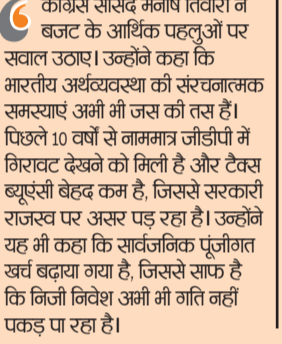 कांग्रेस सांसद मनीष तिवारी ने
बजट के आर्थिक पहलुओं पर
सवाल उठाए। उन्होंने कहा कि
भारतीय अर्थव्यवस्था की संरचनात्मक
समस्याएं अभी भी जस की तस हैं।
पिछले 10 वर्षों से नाममात्र जीडीपी में
गिरावट देखने को मिली है और टैक्स
ब्यूएंसी बेहद कम है, जिससे सरकारी
राजस्व पर असर पड़ रहा है। उन्होंने
यह भी कहा कि सार्वजनिक पूंजीगत
खर्च बढ़ाया गया है, जिससे साफ है
कि निजी निवेश अभी भी गति नहीं
पकड़ पा रहा है।